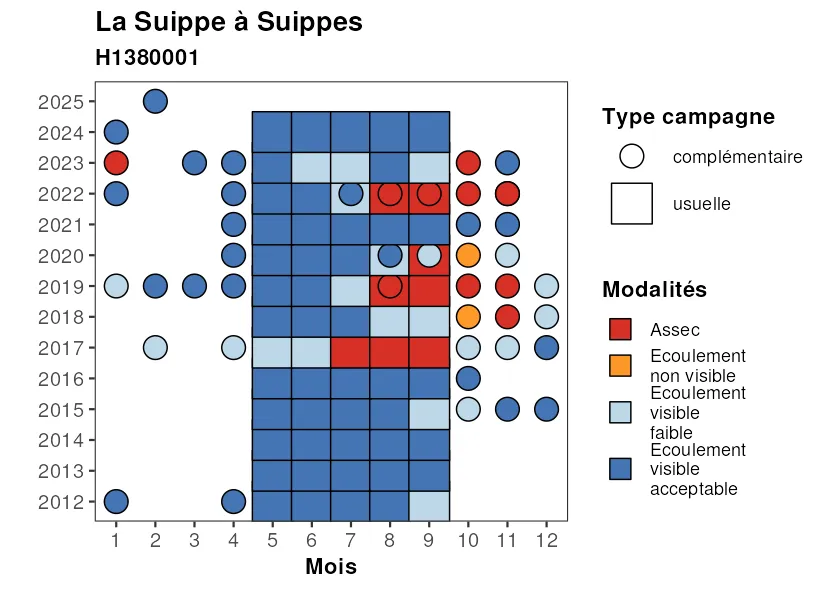 La Suippe à Suippes
H1380001
2025
2024
2023
2022
2021
2020
2019
2018
2017
2016
2015
2014
2013
2012
1 2 3 4 5 6 7 8 9 10 11 12
Mois
Type campagne
complémentaire
usuelle
Modalités
Assec
Ecoulement
non visible
Ecoulement
visible
faible
Ecoulement
visible
acceptable